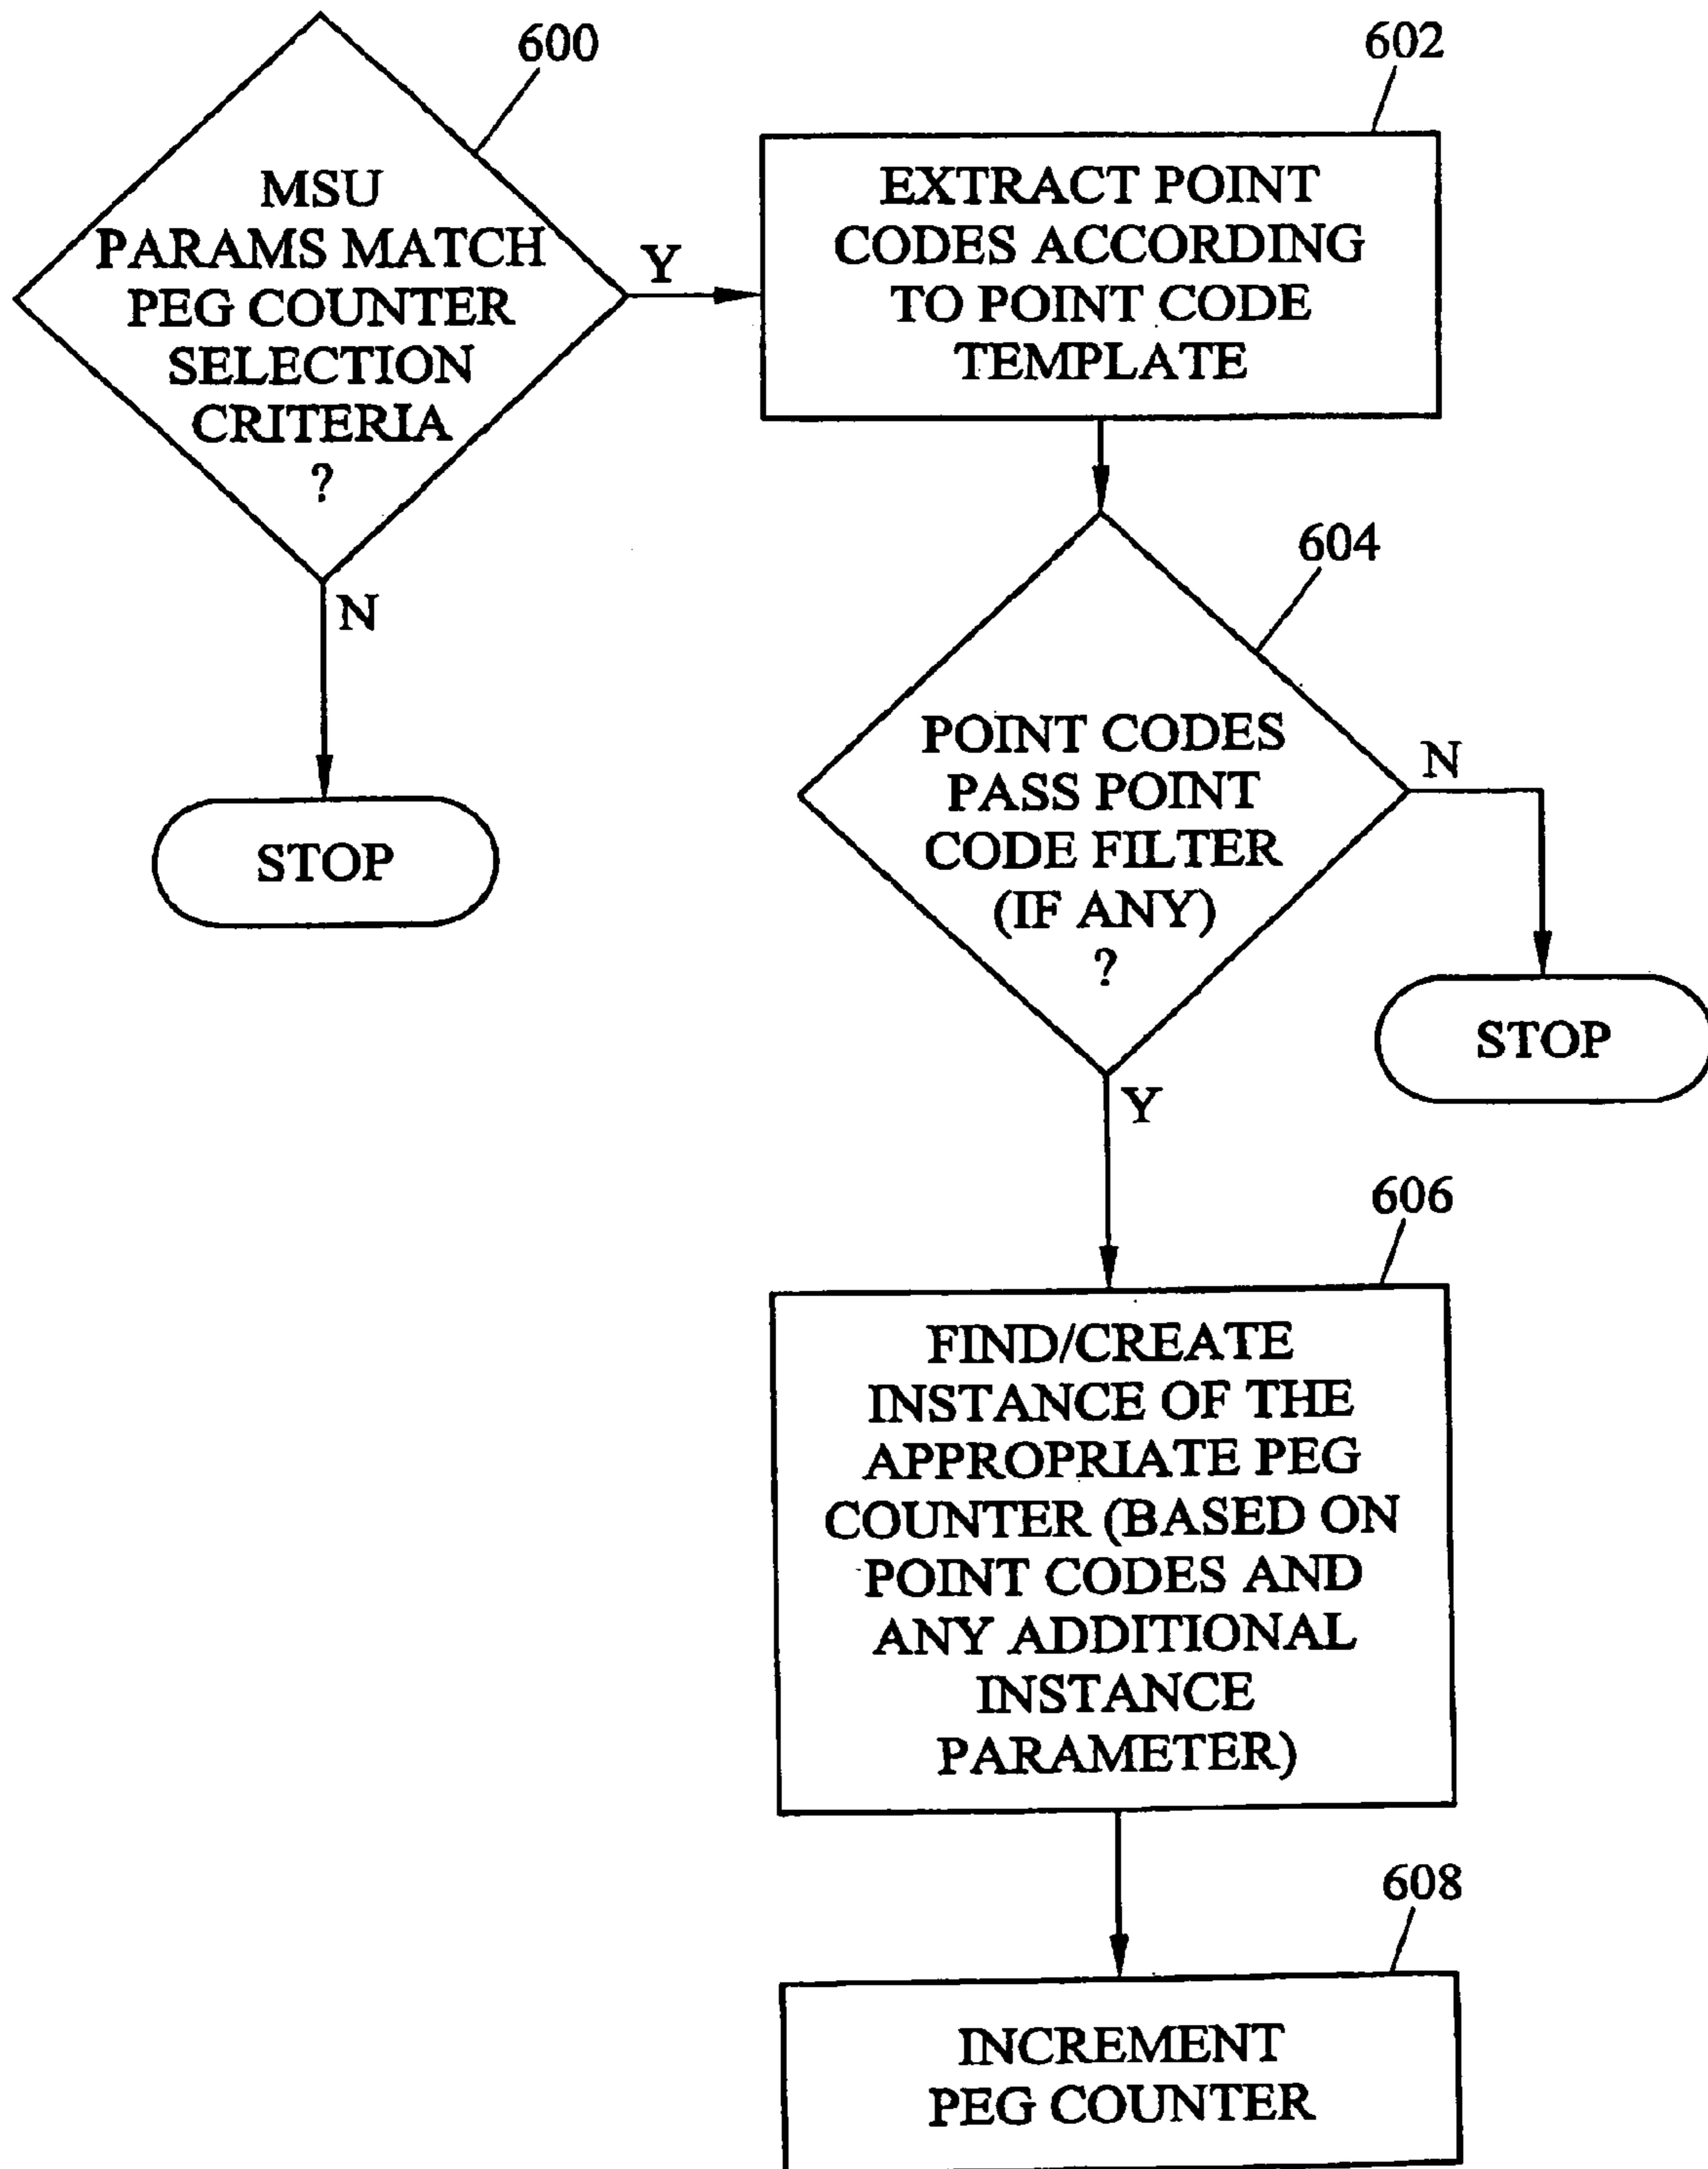 600
MSU
PARAMS MATCH
PEG COUNTER
SELECTION
CRITERIA
?
Y
N
STOP
602
EXTRACT POINT
CODES ACCORDING
TO POINT CODE
TEMPLATE
604
POINT CODES
PASS POINT
CODE FILTER
(IF ANY)
?
N
STOP
Y
606
FIND/CREATE
INSTANCE OF THE
APPROPRIATE PEG
COUNTER (BASED ON
POINT CODES AND
ANY ADDITIONAL
INSTANCE
PARAMETER)
608
INCREMENT
PEG COUNTER